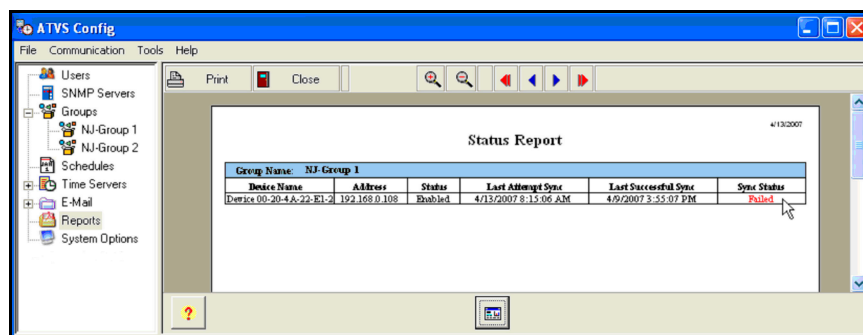 ATVS Config
File Communication Tools Help
Users
SNMP Servers
Groups
NJ-Group 1
NJ-Group 2
Schedules
Time Servers
E-Mail
Reports
System Options
Print Close
4/13/2007
Status Report
Group Name: NJ-Group 1
Device Name Address Status Last Attempt Sync Last Successful Sync Sync Status
Device 00-20-4A-22-E1-2 192.168.0.108 Enabled 4/13/2007 8:15:06 AM 4/9/2007 3:55:07 PM Failed
?